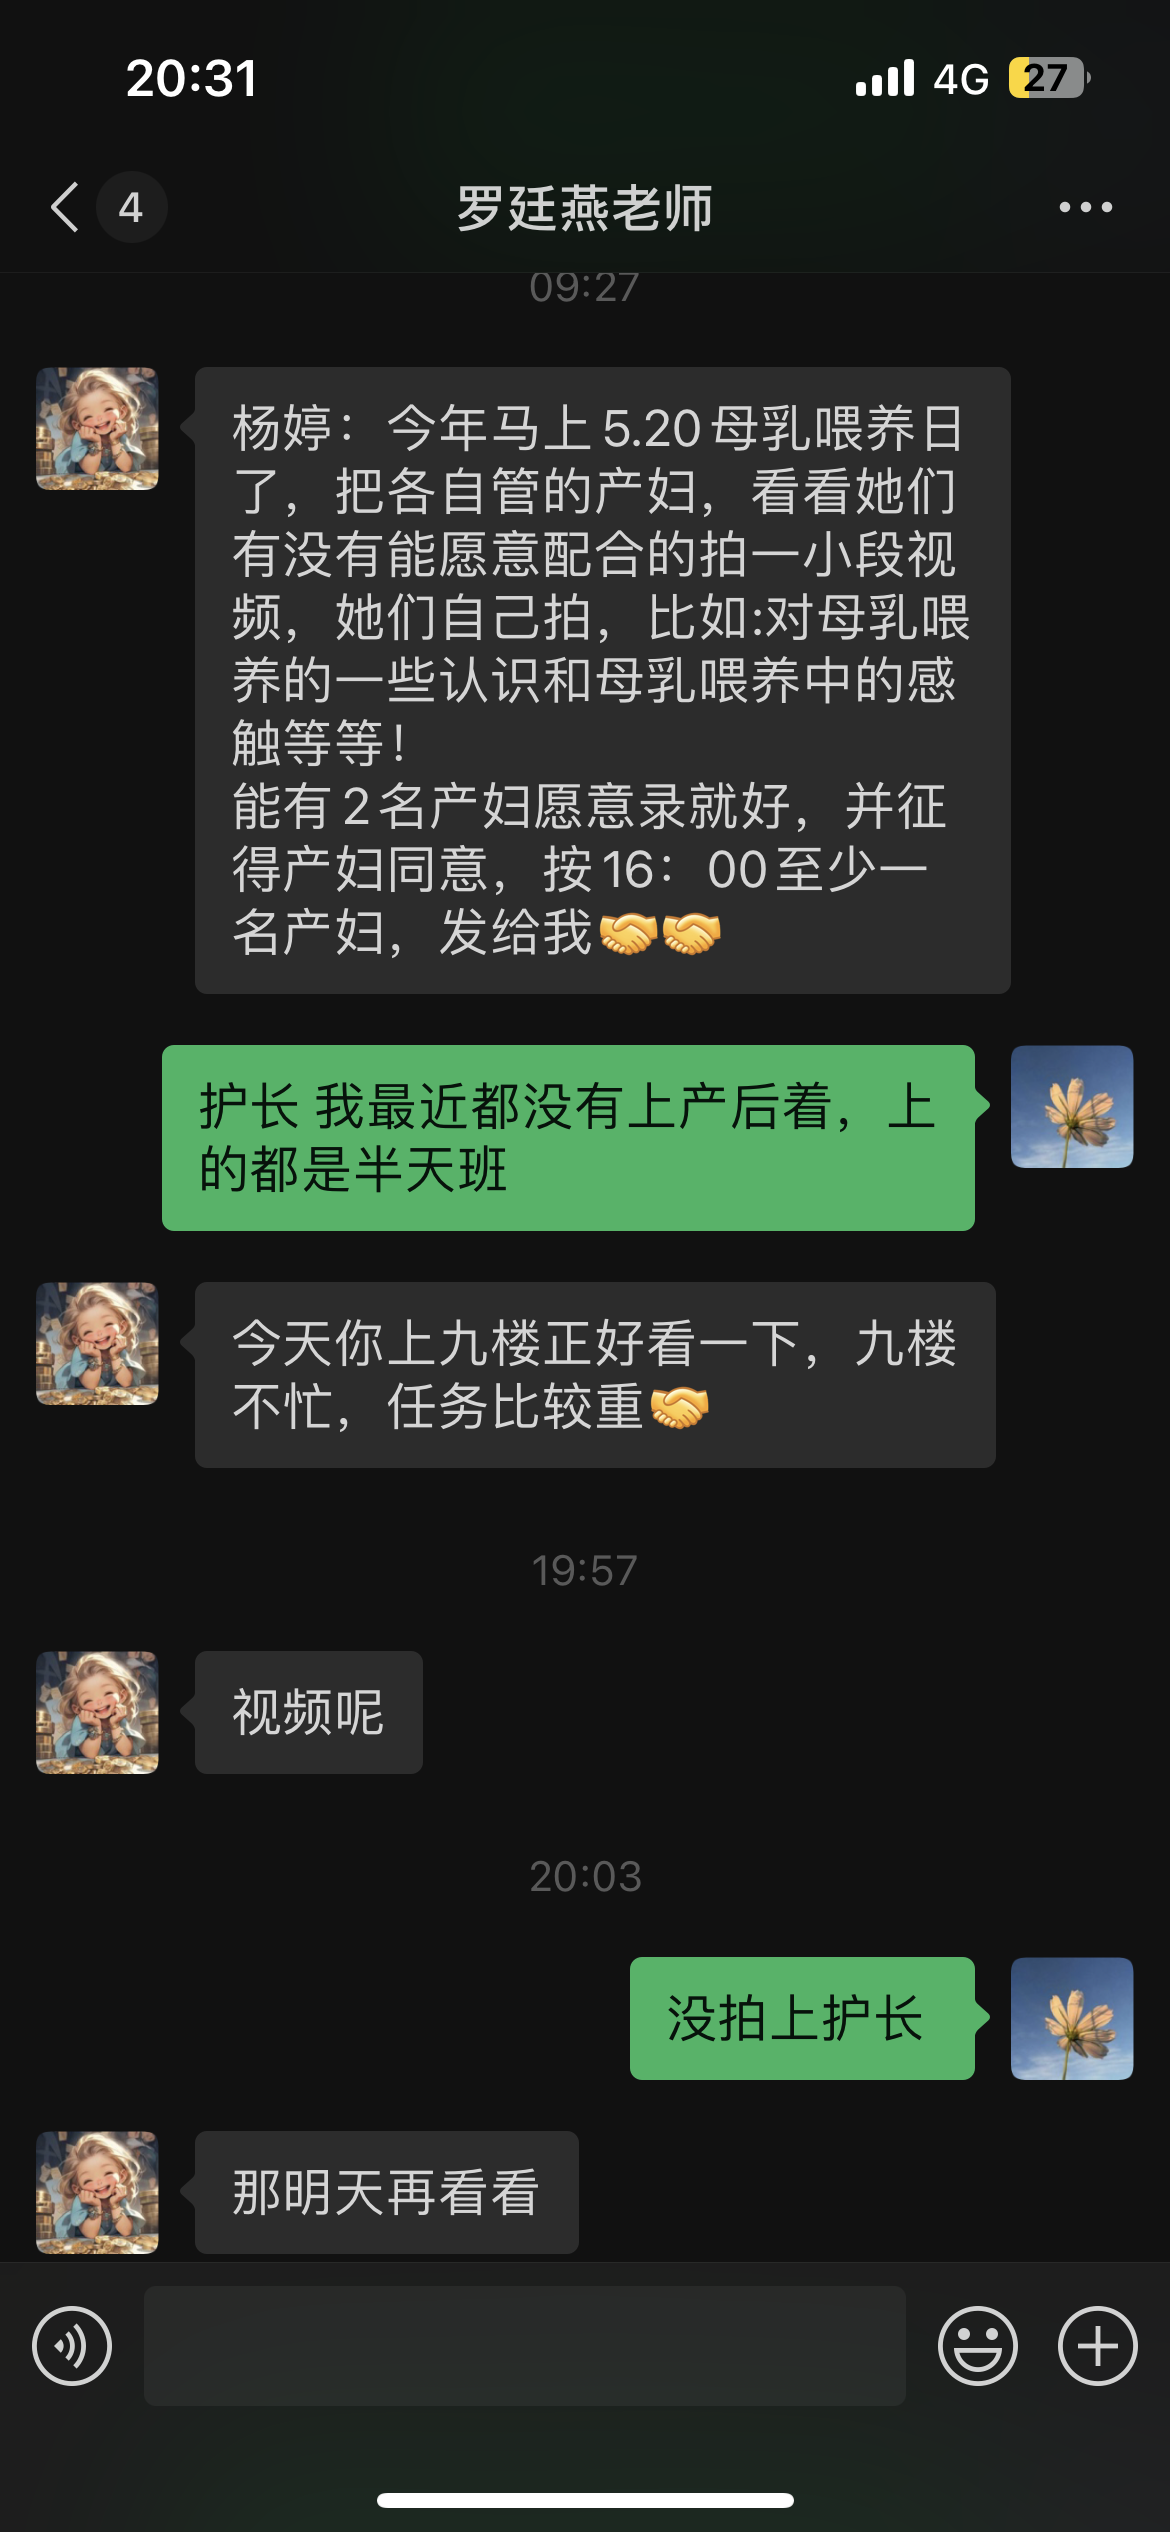 20:31
4G
27
4
罗廷燕老师
09:27
杨婷：今年马上5.20母乳喂养日
了，把各自管的产妇，看看她们
有没有能愿意配合的拍一小段视
频，她们自己拍，比如:对母乳喂
养的一些认识和母乳喂养中的感
触等等！
能有2名产妇愿意录就好，并征
得产妇同意，按16：00至少一
名产妇，发给我🤝🤝
护长 我最近都没有上产后着，上
的都是半天班
今天你上九楼正好看一下，九楼
不忙，任务比较重🤝
19:57
视频呢
20:03
没拍上护长
那明天再看看